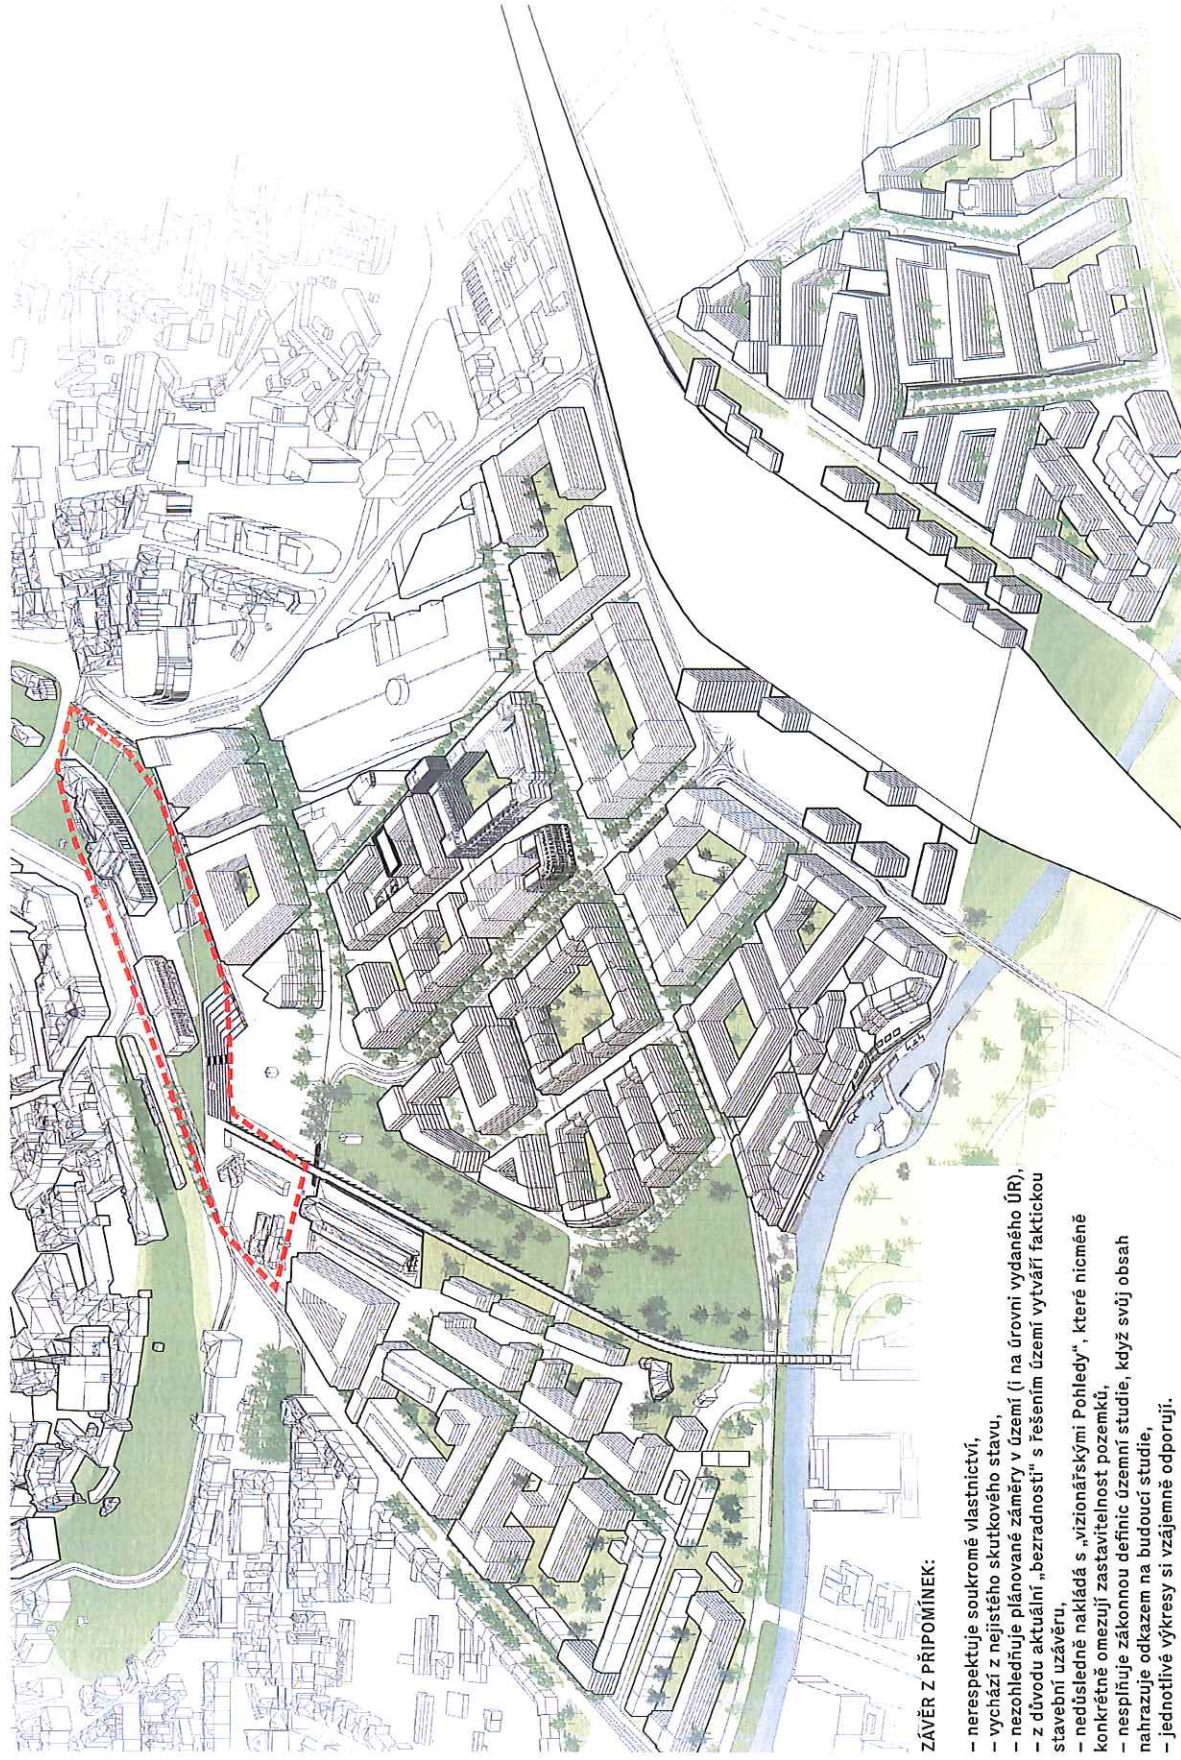 ZÁVĚR Z PŘIPOMÍNEK:
– nerespektuje soukromé vlastnictví,
– vychází z nejistého skutkového stavu,
– nezohledňuje plánované záměry v území (i na úrovni vydaného ÚR),
– z důvodu aktuální „bezradnosti“ s řešením území vytváří faktickou
stavební uzávěru,
– nedůsledně nakládá s „vizionářskými Pohledy“ , které nicméně
konkrétně omezují zastavitelnost pozemků,
– nesplňuje zákonnou definic územní studie, když svůj obsah
nahrazuje odkazem na budoucí studie,
– jednotlivé výkresy si vzájemně odporují.